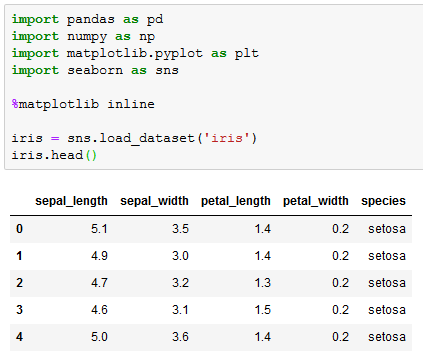 import pandas as pd
import numpy as np
import matplotlib.pyplot as plt
import seaborn as sns
%matplotlib inline
iris = sns.load_dataset('iris')
iris.head()
sepal_length sepal_width petal_length petal_width species
0 5.1 3.5 1.4 0.2 setosa
1 4.9 3.0 1.4 0.2 setosa
2 4.7 3.2 1.3 0.2 setosa
3 4.6 3.1 1.5 0.2 setosa
4 5.0 3.6 1.4 0.2 setosa